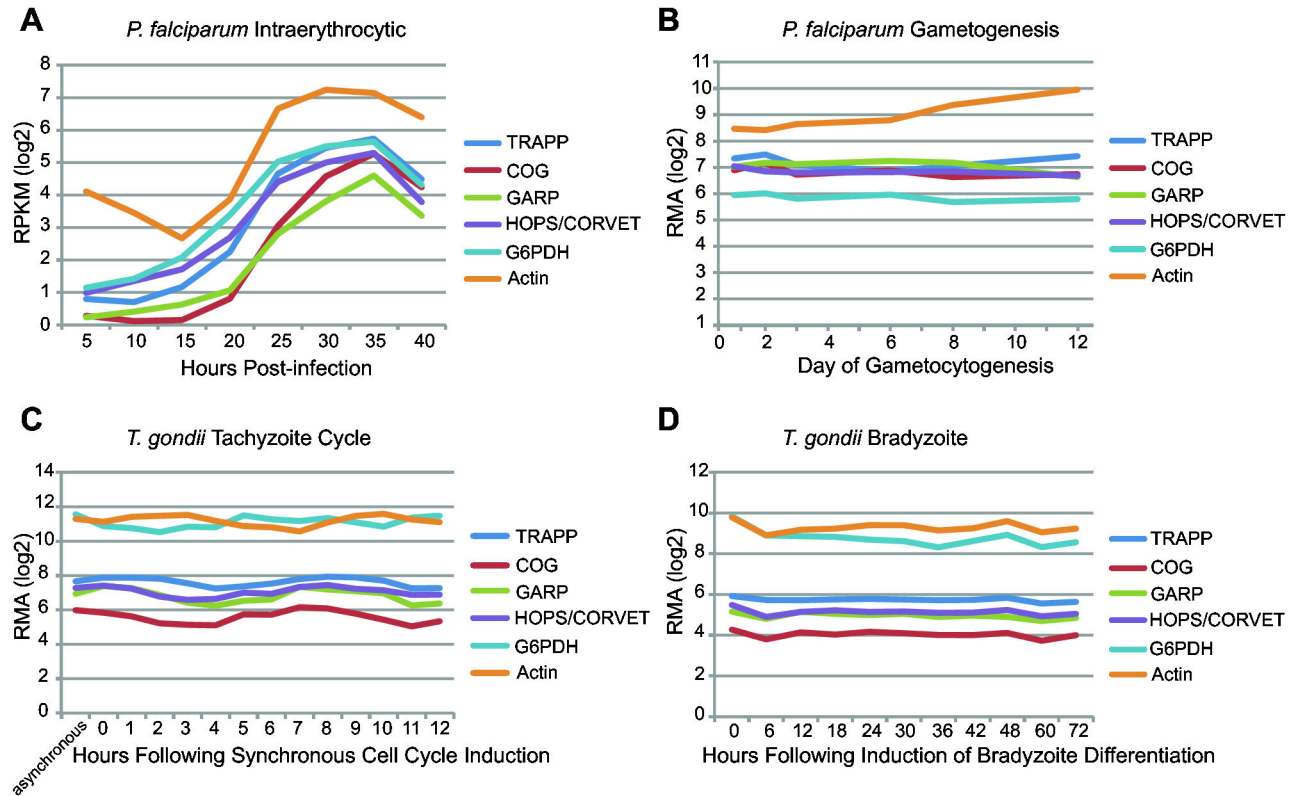 A
P. falciparum Intraerythrocytic
8
7
6
5
4
3
2
1
0
RPKM (log2)
5 10 15 20 25 30 35 40
Hours Post-infection
TRAPP
COG
GARP
HOPS/CORVET
G6PDH
Actin
B
P. falciparum Gametogenesis
11
10
9
8
7
6
5
4
3
2
1
RMA (log2)
0 2 4 6 8 10 12
Day of Gametocytogenesis
TRAPP
COG
GARP
HOPS/CORVET
G6PDH
Actin
C
T. gondii Tachyzoite Cycle
14
12
10
8
6
4
2
0
RMA (log2)
asynchronous 0 1 2 3 4 5 6 7 8 9 10 11 12
Hours Following Synchronous Cell Cycle Induction
TRAPP
COG
GARP
HOPS/CORVET
G6PDH
Actin
D
T. gondii Bradyzoite
12
10
8
6
4
2
0
RMA (log2)
0 6 12 18 24 30 36 42 48 60 72
Hours Following Induction of Bradyzoite Differentiation
TRAPP
COG
GARP
HOPS/CORVET
G6PDH
Actin